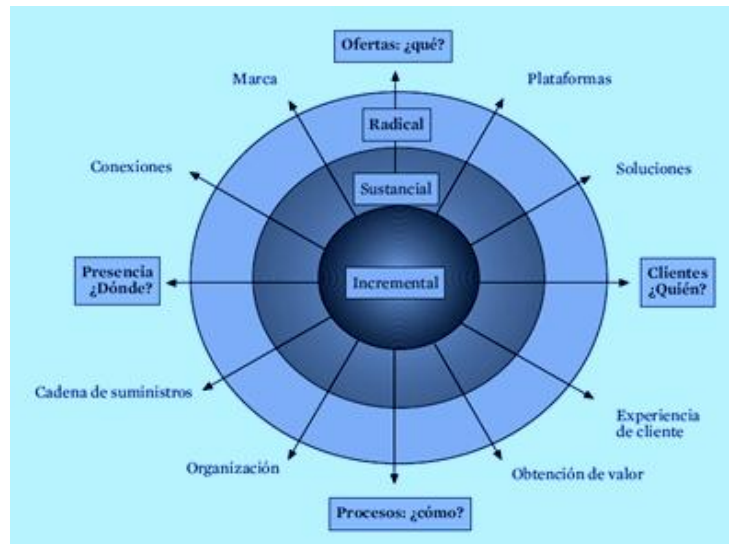 Ofertas: ¿qué?
Marca
Plataformas
Radical
Conexiones
Soluciones
Sustancial
Presencia
¿Dónde?
Incremental
Clientes
¿Quién?
Cadena de suministros
Experiencia
de cliente
Organización
Obtención de valor
Procesos: ¿cómo?